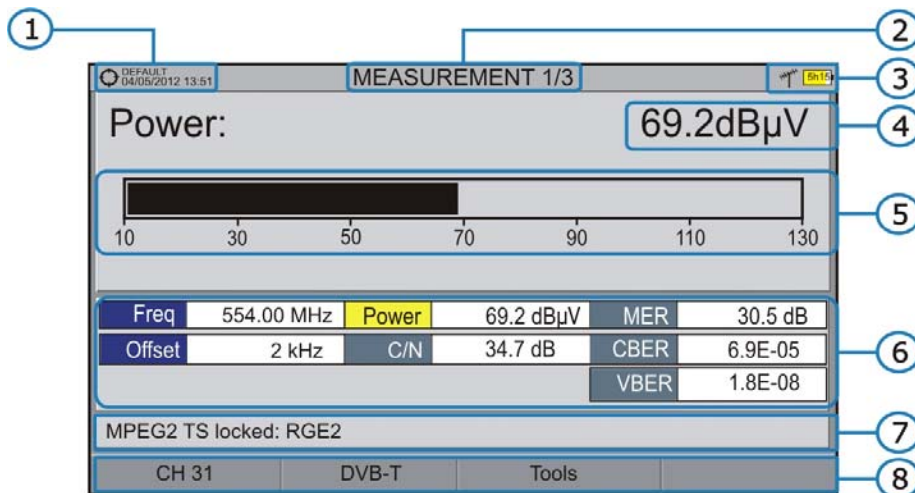 1
2
DEFAULT
04/05/2012 13:51
MEASUREMENT 1/3
5h15
3
Power:
69.2dBµV
4
5
10 30 50 70 90 110 130
Freq 554.00 MHz Power 69.2 dBµV MER 30.5 dB
Offset 2 kHz C/N 34.7 dB CBER 6.9E-05
6
VBER 1.8E-08
MPEG2 TS locked: RGE2
7
CH 31 DVB-T Tools
8